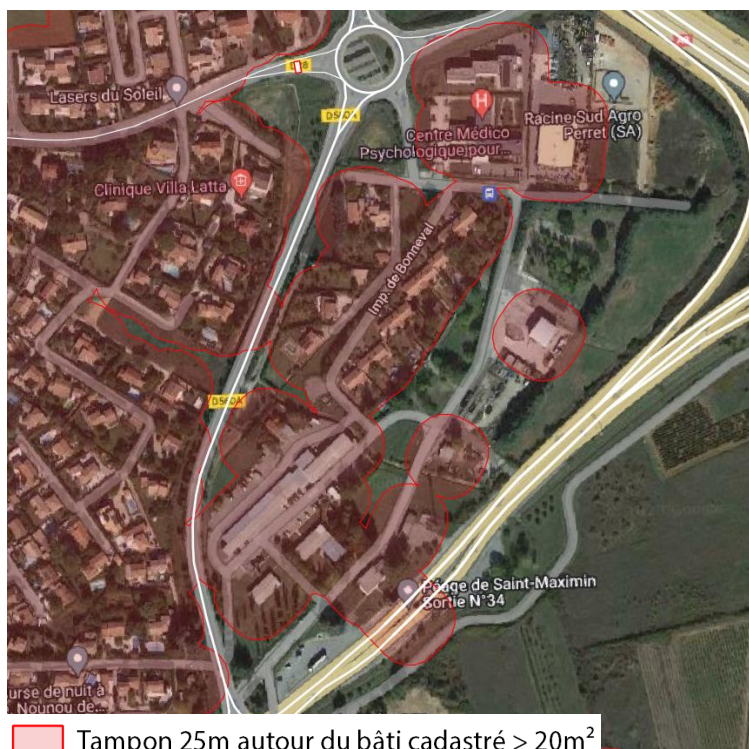 Lasers du Soleil
D560A
Racine Sud Agro
Perret (SA)
Centre Médico
Psychologique pour...
Clinique Villa Latta
Imp. de Bonneval
D560A
Péage de Saint-Maximin
Sortie N°34
urse de nuit à
Nounou de...
Tampon 25m autour du bâti cadastré > 20m²